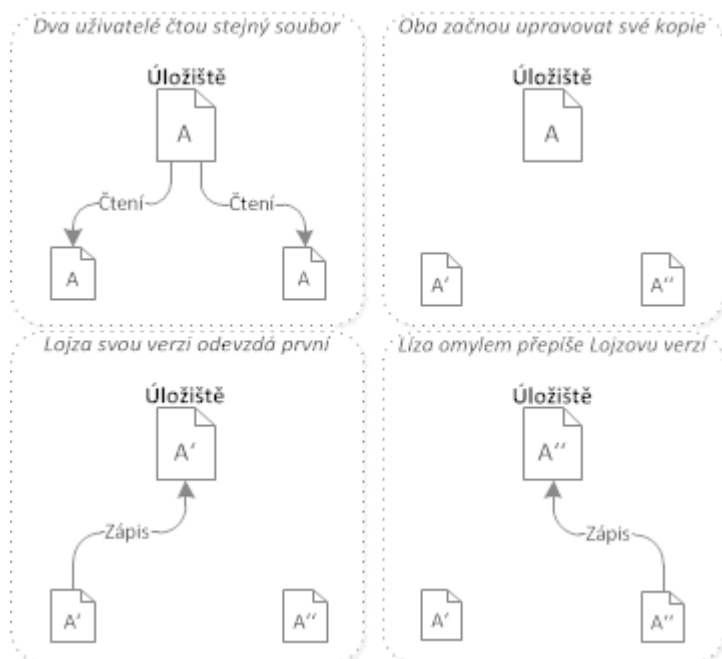 Dva uživatelé čtou stejný soubor
Úložiště
A
Čtení
Čtení
A
A
Oba začnou upravovat své kopie
Úložiště
A
A'
A''
Lojza svou verzi odevzdá první
Úložiště
A'
Zápis
A'
A''
Líza omylem přepíše Lojzovu verzí
Úložiště
A''
Zápis
A'
A''